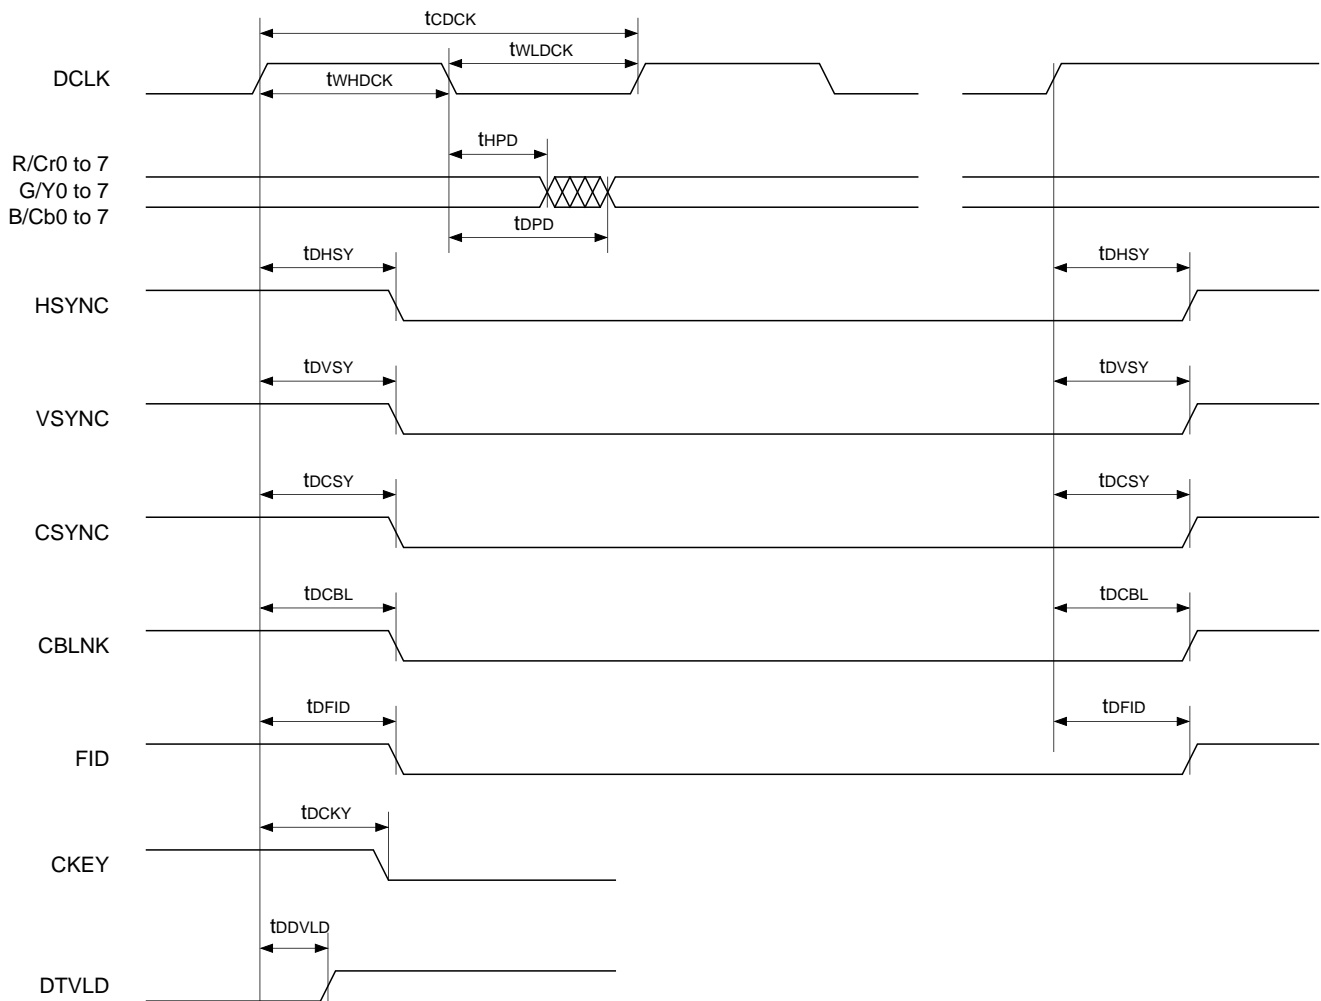 tCDCK
tWLDCK
DCLK
tWHDCK
tHPD
R/Cr0 to 7
G/Y0 to 7
B/Cb0 to 7
tDPD
tDHSY tDHSY
HSYNC
tDVSY tDVSY
VSYNC
tDCSY tDCSY
CSYNC
tDCBL tDCBL
CBLNK
tDFID tDFID
FID
tDCKY
CKEY
tDDVLD
DTVLD